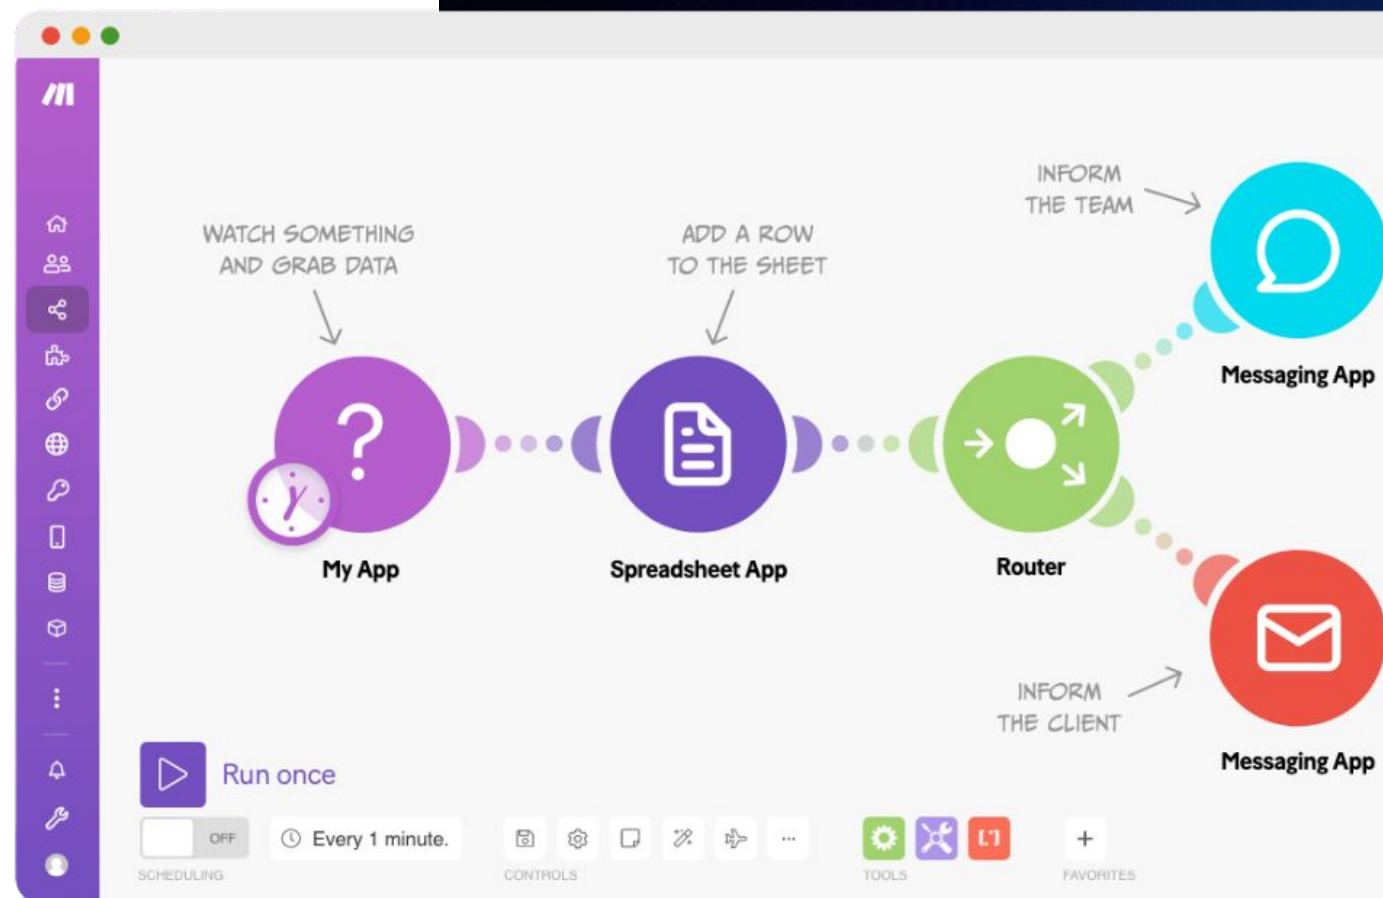 INFORM
THE TEAM
WATCH SOMETHING
AND GRAB DATA
ADD A ROW
TO THE SHEET
Messaging App
My App
Spreadsheet App
Router
INFORM
THE CLIENT
Messaging App
Run once
OFF
Every 1 minute.
SCHEDULING
CONTROLS
TOOLS
FAVORITES